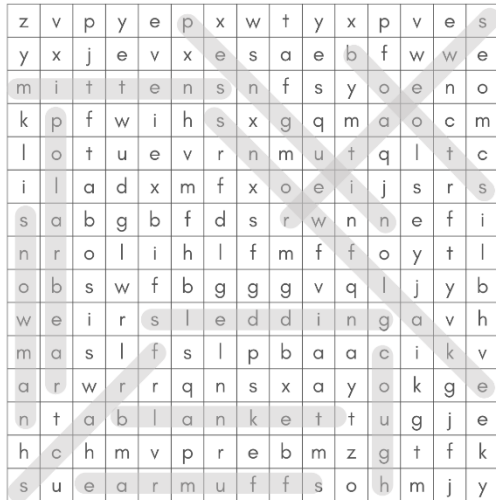 z v p y e p x w t y x p v e s
y x j e v x e s a e b f w w e
m i t t e n s n f s y o e n o
k p f w i h s x g q m a o c m
l o t u e v r n m u t q l t c
i l a d x m f x o e i j s r s
s a b g b f d s r w n n e f i
n r o l i h l f m f f o y t l
o b s w f b g g g v q l j y b
w e i r s l e d d i n g a v h
m a s l f s l p b a a c i k v
a r w r r q n s x a y o k g e
n t a b l a n k e t t u g j e
h c h m v p r e b m z g t f k
s u e a r m u f f s o h m j y